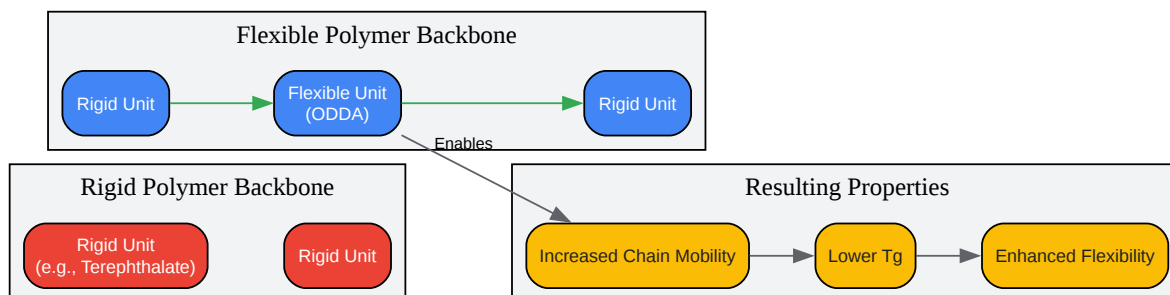 Flexible Polymer Backbone
Rigid Unit
Flexible Unit
(ODDA)
Rigid Unit
Enables
Rigid Polymer Backbone
Rigid Unit
(e.g., Terephthalate)
Rigid Unit
Resulting Properties
Increased Chain Mobility
Lower Tg
Enhanced Flexibility